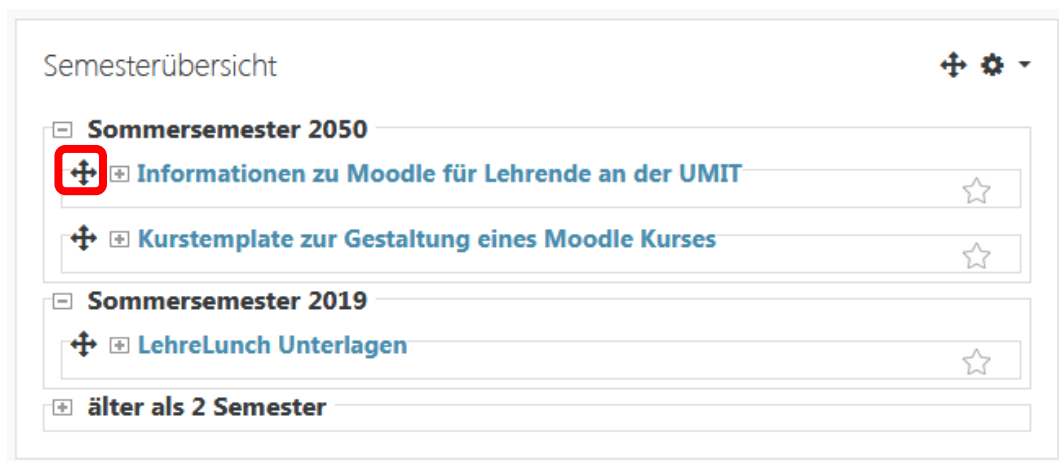 Semesterübersicht
Sommersemester 2050
Informationen zu Moodle für Lehrende an der UMIT
Kurstemplate zur Gestaltung eines Moodle Kurses
Sommersemester 2019
LehreLunch Unterlagen
älter als 2 Semester